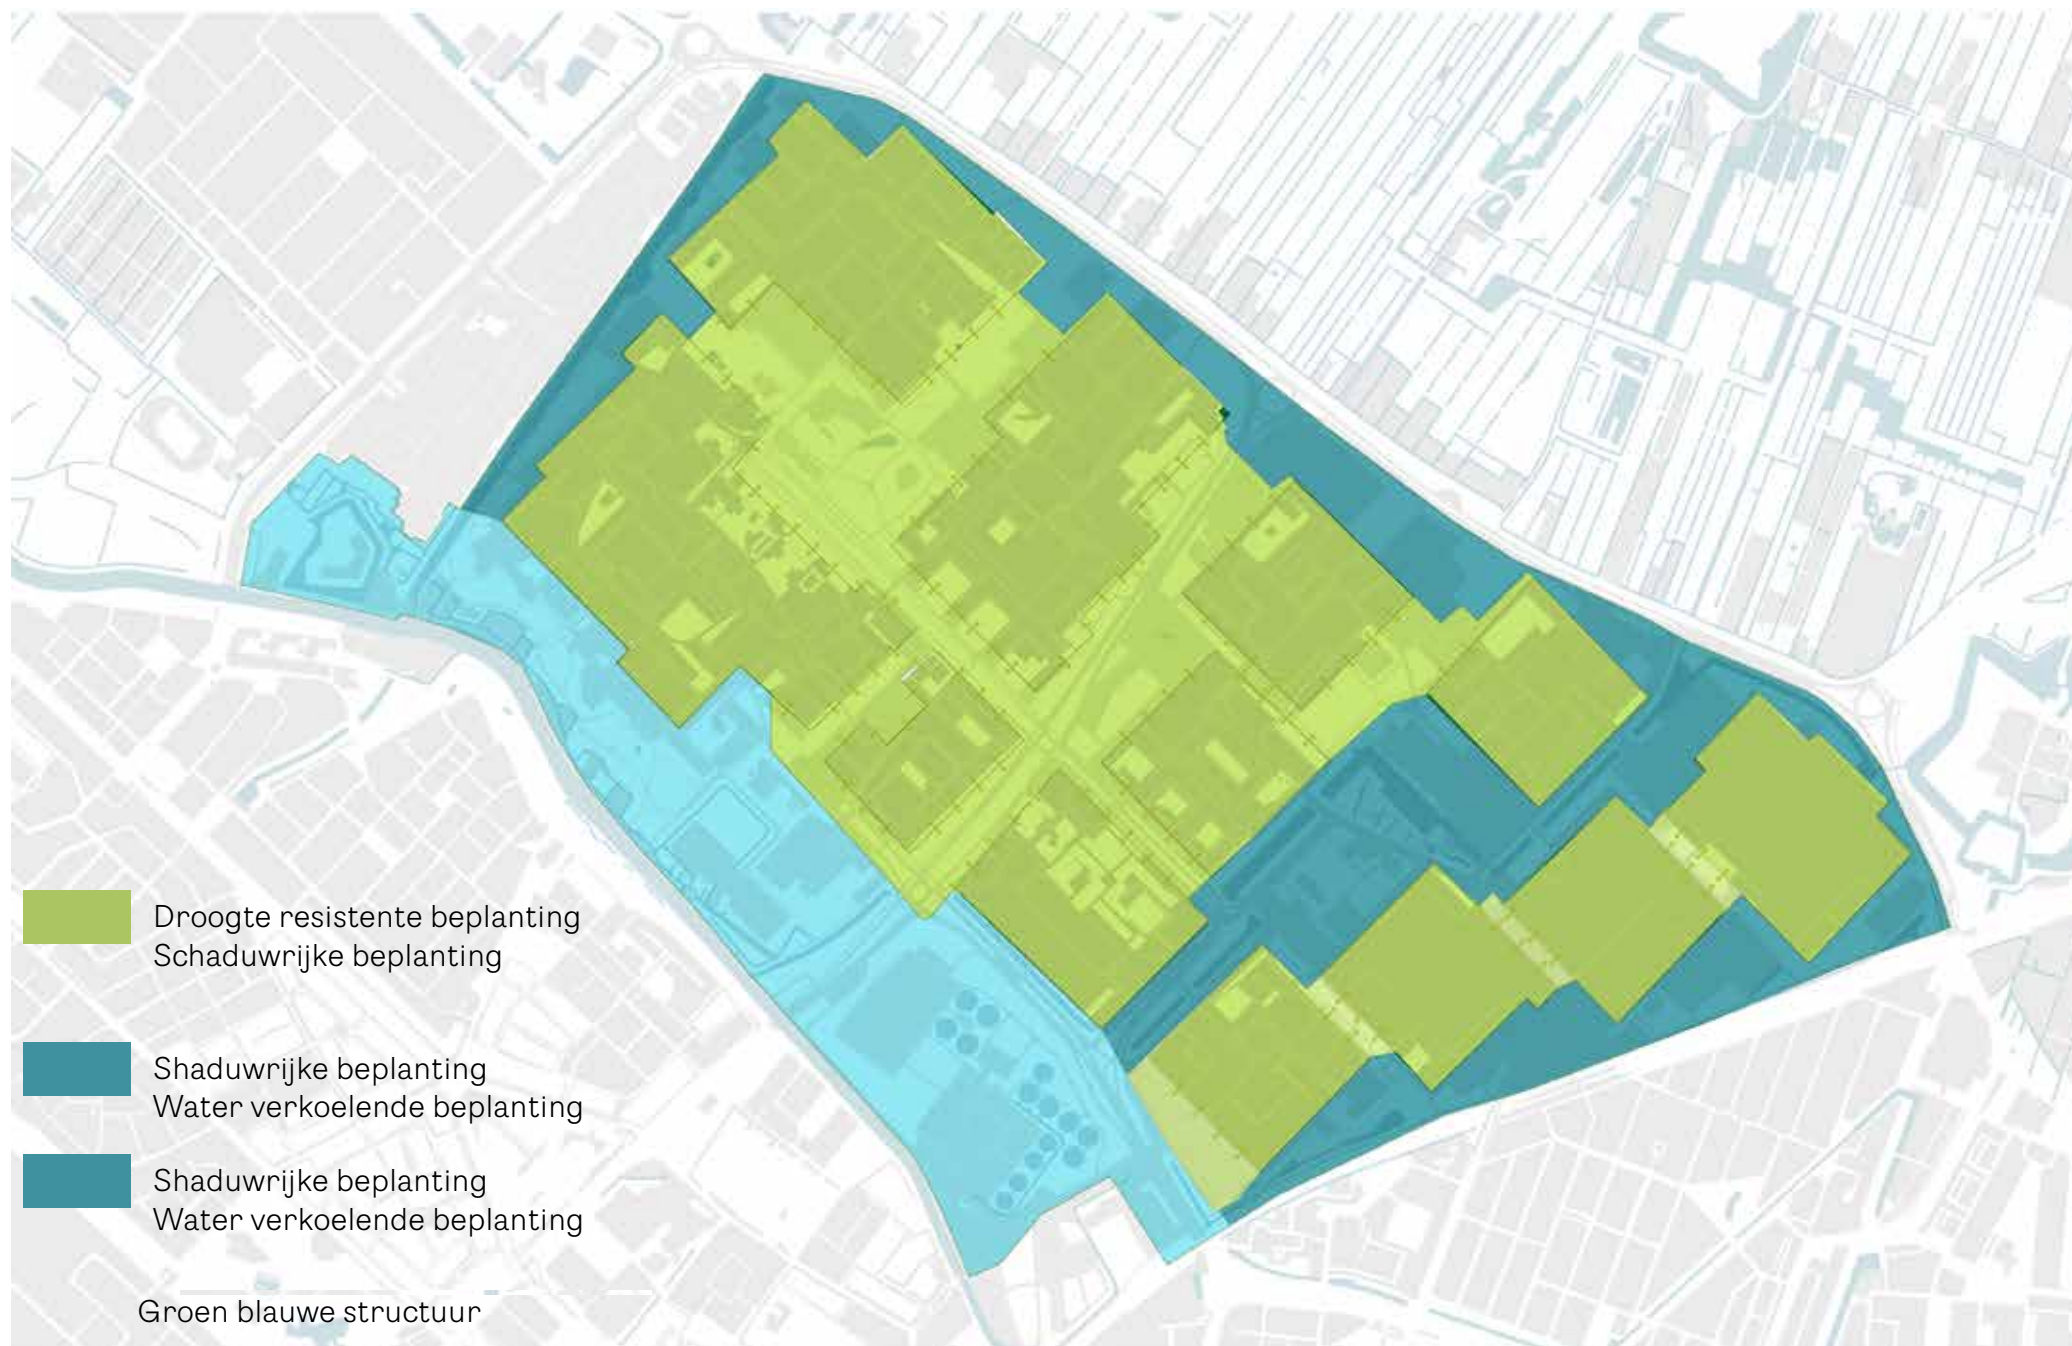 Droogte resistente beplanting
Schaduwrijke beplanting
Shaduwrijke beplanting
Water verkoelende beplanting
Shaduwrijke beplanting
Water verkoelende beplanting
Groen blauwe structuur